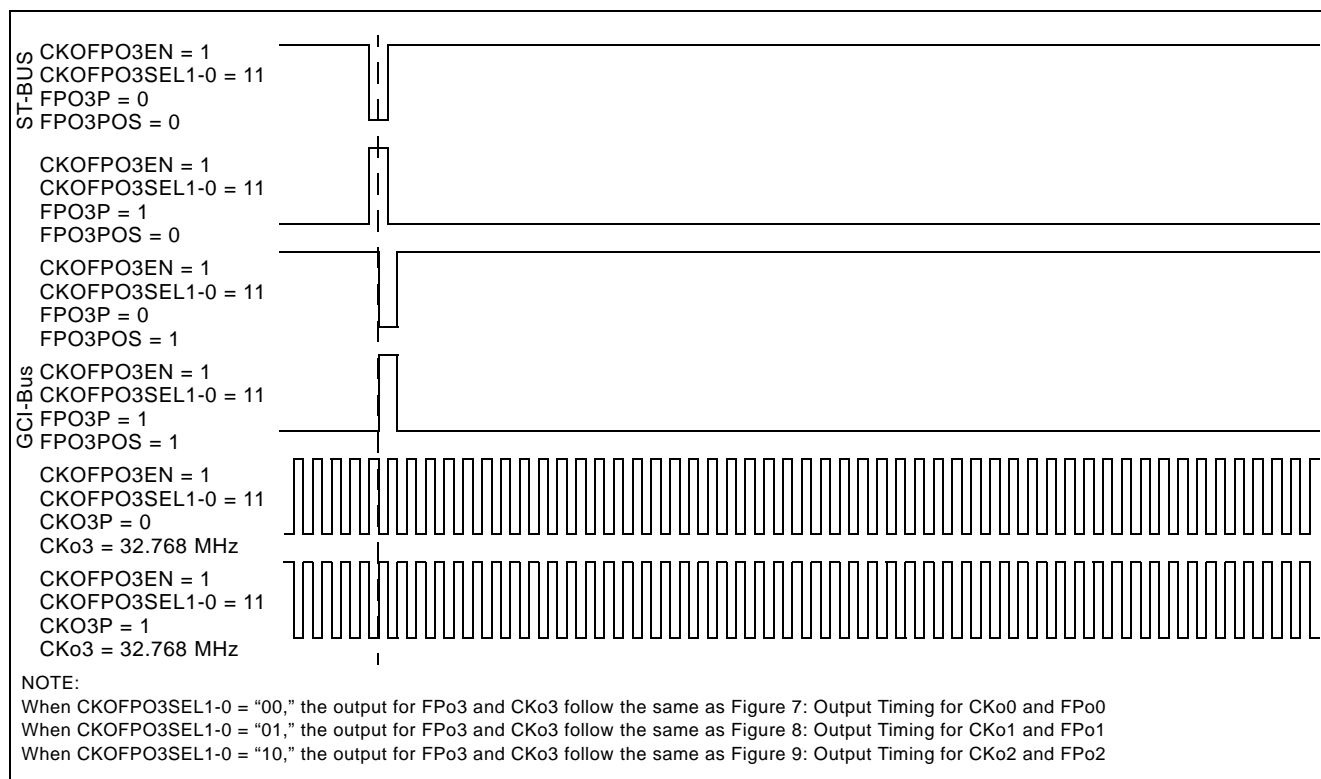 ST-BUS
CKOFPO3EN = 1
CKOFPO3SEL1-0 = 11
FPO3P = 0
FPO3POS = 0
CKOFPO3EN = 1
CKOFPO3SEL1-0 = 11
FPO3P = 1
FPO3POS = 0
CKOFPO3EN = 1
CKOFPO3SEL1-0 = 11
FPO3P = 0
FPO3POS = 1
GCI-Bus
CKOFPO3EN = 1
CKOFPO3SEL1-0 = 11
FPO3P = 1
FPO3POS = 1
CKOFPO3EN = 1
CKOFPO3SEL1-0 = 11
CKO3P = 0
CKo3 = 32.768 MHz
CKOFPO3EN = 1
CKOFPO3SEL1-0 = 11
CKO3P = 1
CKo3 = 32.768 MHz
NOTE:
When CKOFPO3SEL1-0 = “00,” the output for FPo3 and CKo3 follow the same as Figure 7: Output Timing for CKo0 and FPo0
When CKOFPO3SEL1-0 = “01,” the output for FPo3 and CKo3 follow the same as Figure 8: Output Timing for CKo1 and FPo1
When CKOFPO3SEL1-0 = “10,” the output for FPo3 and CKo3 follow the same as Figure 9: Output Timing for CKo2 and FPo2